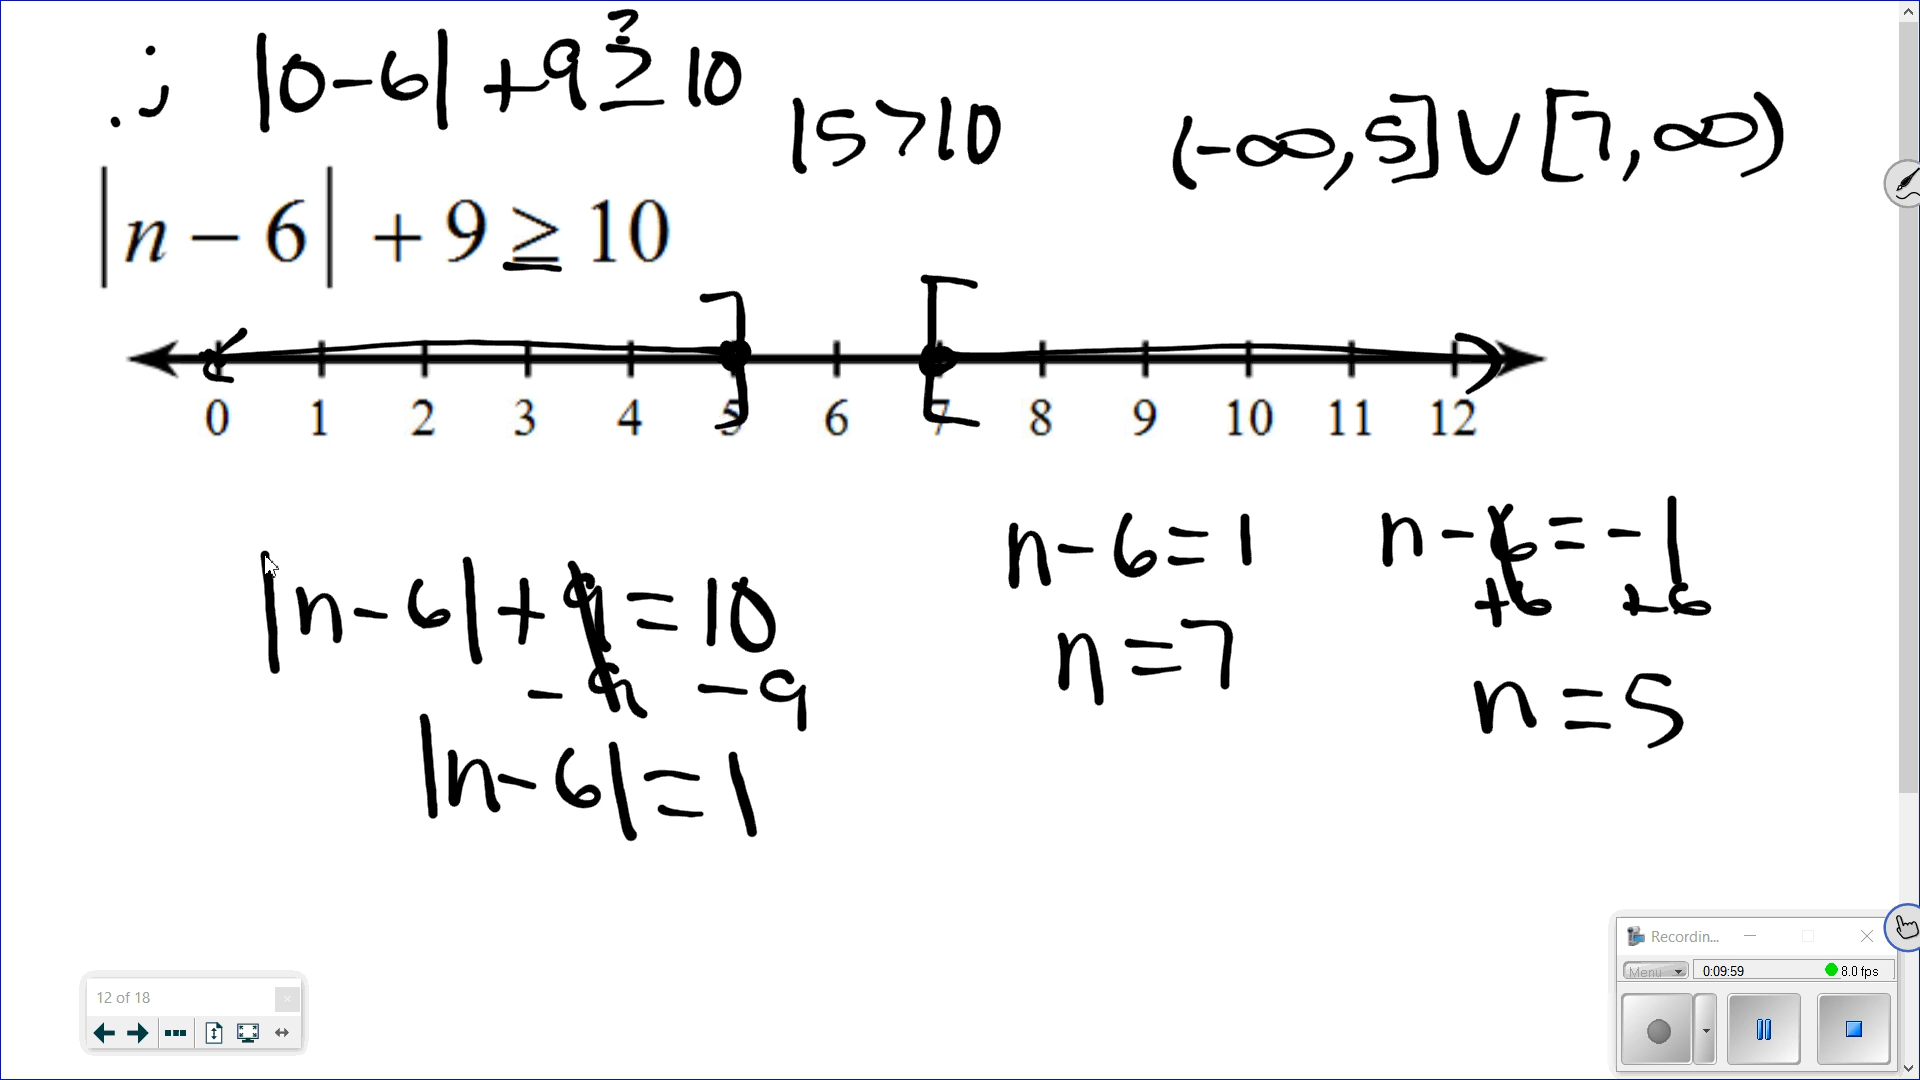 |0-6| +9 ≥? 10
15>10
(-∞, 5] ∪ [7, ∞)
|n − 6| + 9 ≥ 10
] [
0 1 2 3 4 5 6 7 8 9 10 11 12
|n-6|+9=10
-9 -9
|n-6|=1
n-6=1
n=7
n-6=-1
+6 +6
n=5
Recordin...
Menu 0:09:59 8.0 fps
12 of 18